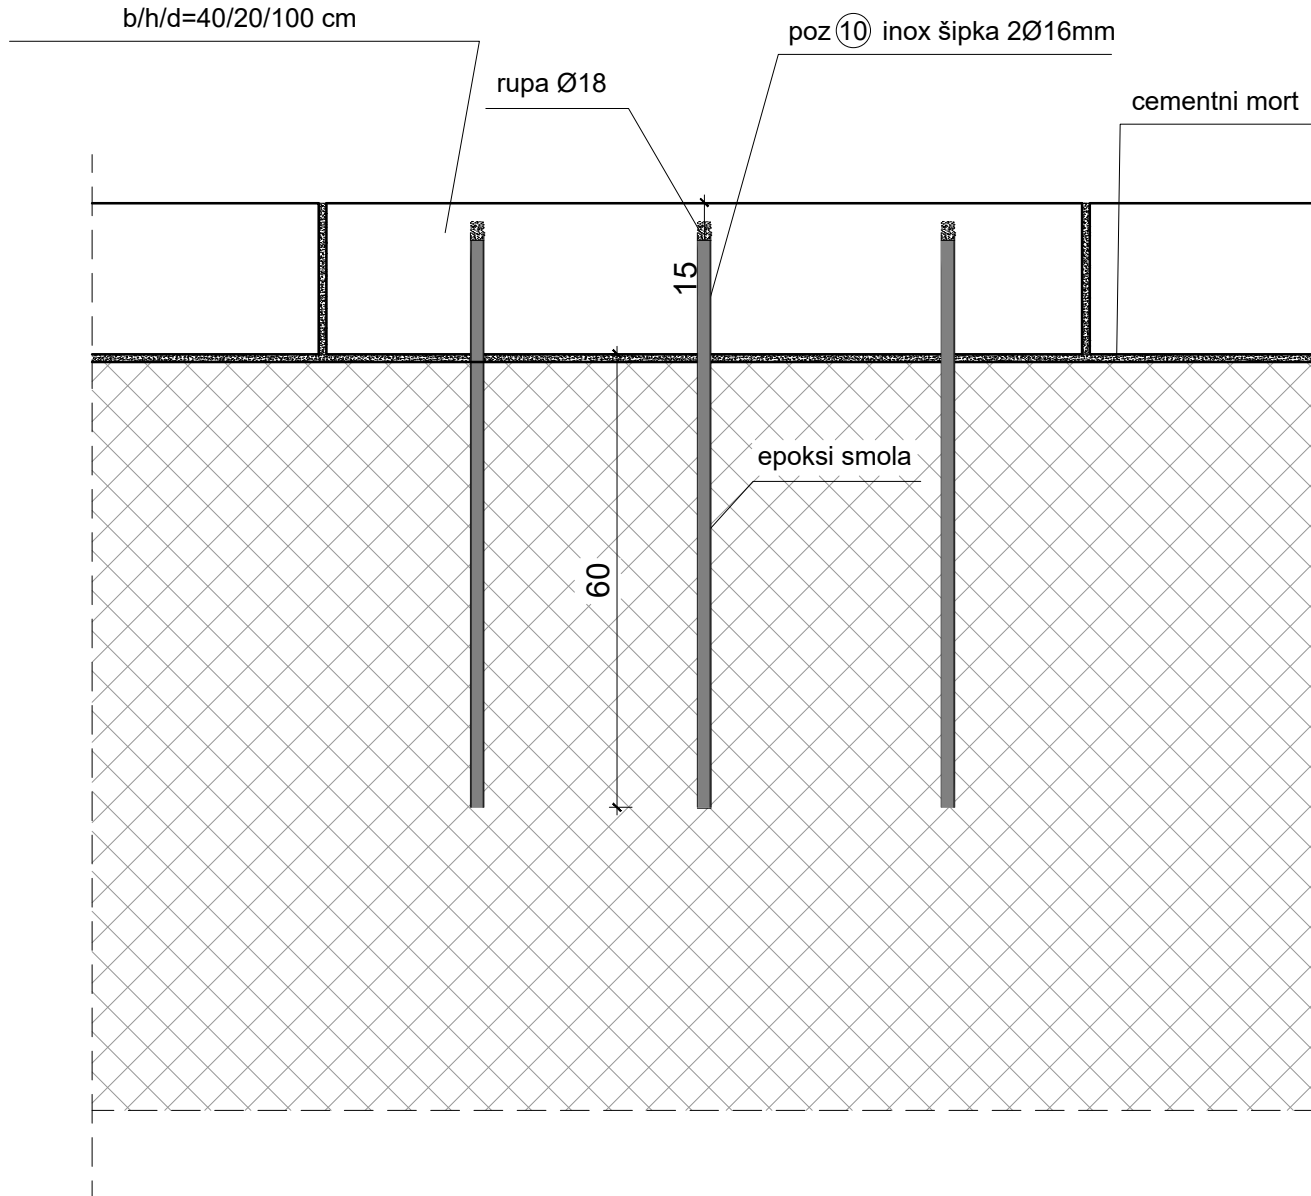 b/h/d=40/20/100 cm
poz 10 inox šipka 2Ø16mm
rupa Ø18
cementni mort
15
epoksi smola
60